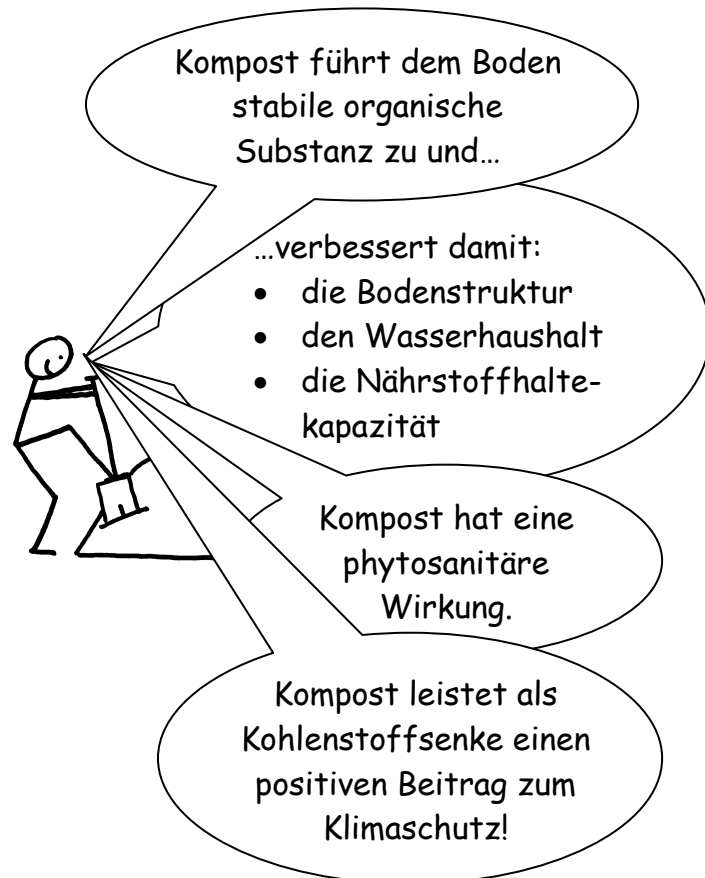 Kompost führt dem Boden
stabile organische
Substanz zu und…
…verbessert damit:
• die Bodenstruktur
• den Wasserhaushalt
• die Nährstoffhalte-
kapazität
Kompost hat eine
phytosanitäre
Wirkung.
Kompost leistet als
Kohlenstoffsenke einen
positiven Beitrag zum
Klimaschutz!